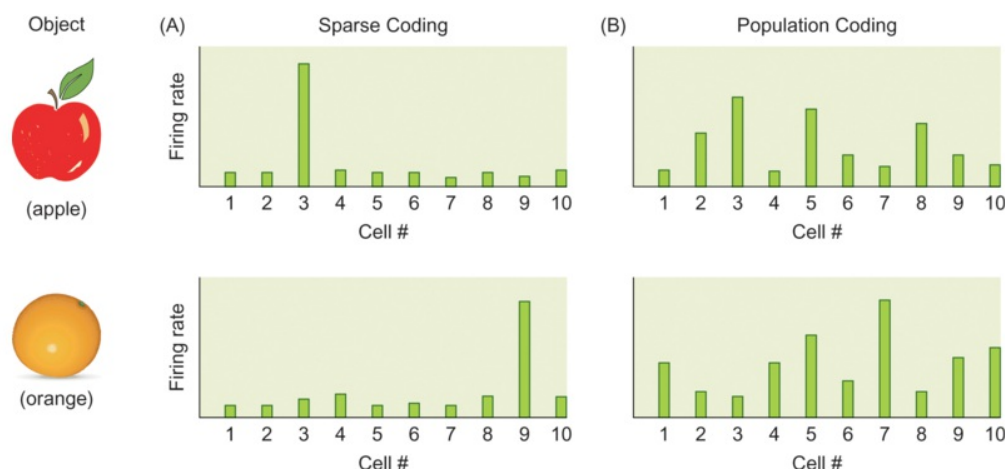 Object
(A) Sparse Coding
(B) Population Coding
(apple)
Firing rate
1 2 3 4 5 6 7 8 9 10
Cell #
1 2 3 4 5 6 7 8 9 10
Cell #
(orange)
Firing rate
1 2 3 4 5 6 7 8 9 10
Cell #
1 2 3 4 5 6 7 8 9 10
Cell #